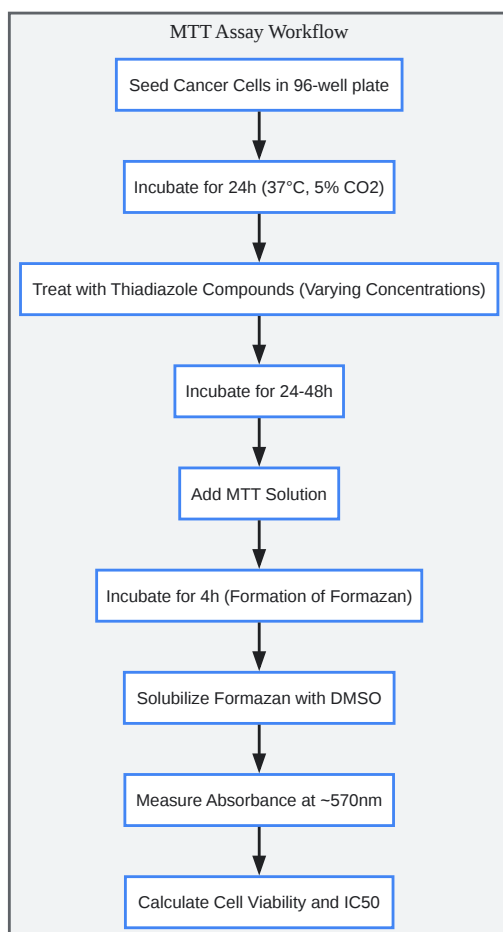 MTT Assay Workflow
Seed Cancer Cells in 96-well plate
Incubate for 24h (37°C, 5% CO2)
Treat with Thiadiazole Compounds (Varying Concentrations)
Incubate for 24-48h
Add MTT Solution
Incubate for 4h (Formation of Formazan)
Solubilize Formazan with DMSO
Measure Absorbance at ~570nm
Calculate Cell Viability and IC50